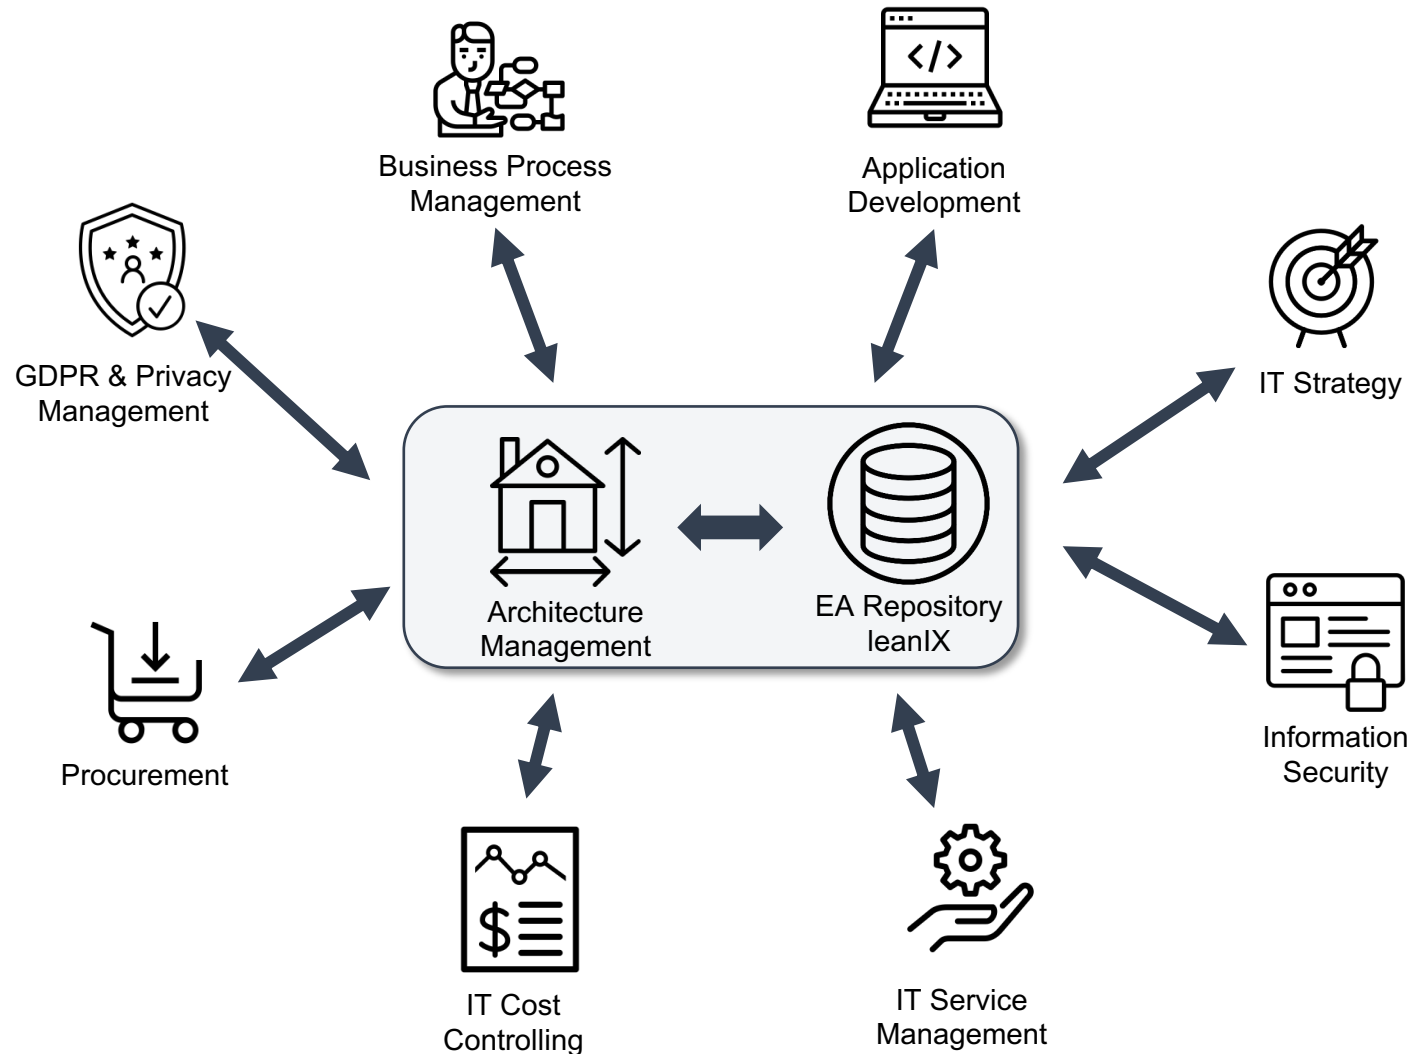 Business Process
Management
Application
Development
GDPR & Privacy
Management
IT Strategy
Architecture
Management
EA Repository
leanIX
Procurement
Information
Security
IT Cost
Controlling
IT Service
Management